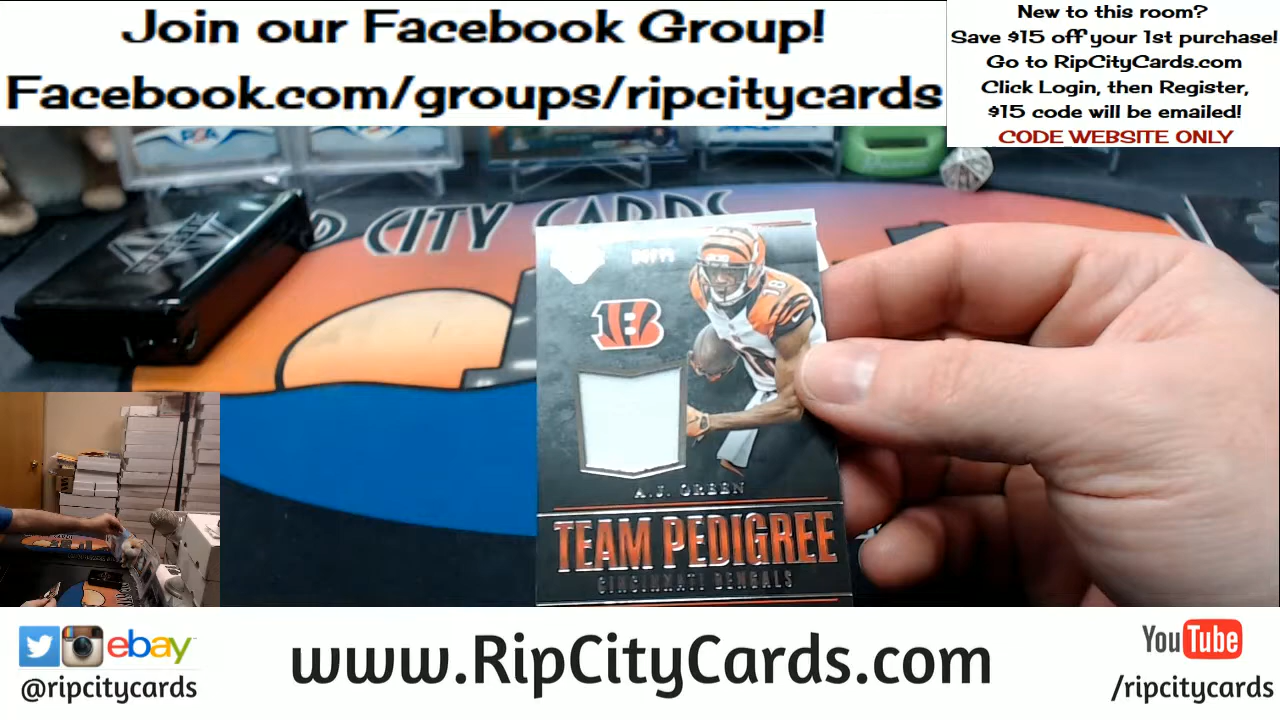 Join our Facebook Group!
Facebook.com/groups/ripcitycards
New to this room?
Save $15 off your 1st purchase!
Go to RipCityCards.com
Click Login, then Register,
$15 code will be emailed!
CODE WEBSITE ONLY
CITY CARDS
B
18
A.J. GREEN
TEAM PEDIGREE
CINCINNATI BENGALS
ebay
@ripcitycards
www.RipCityCards.com
YouTube
/ripcitycards